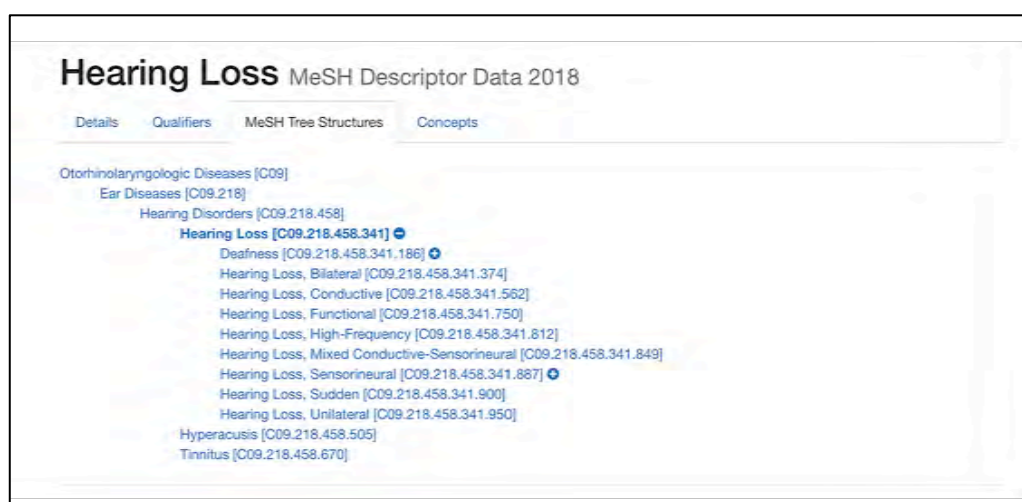 Hearing Loss MeSH Descriptor Data 2018
Details Qualifiers MeSH Tree Structures Concepts
Otorhinolaryngologic Diseases [C09]
Ear Diseases [C09.218]
Hearing Disorders [C09.218.458]
Hearing Loss [C09.218.458.341]
Deafness [C09.218.458.341.186]
Hearing Loss, Bilateral [C09.218.458.341.374]
Hearing Loss, Conductive [C09.218.458.341.562]
Hearing Loss, Functional [C09.218.458.341.750]
Hearing Loss, High-Frequency [C09.218.458.341.812]
Hearing Loss, Mixed Conductive-Sensorineural [C09.218.458.341.849]
Hearing Loss, Sensorineural [C09.218.458.341.887]
Hearing Loss, Sudden [C09.218.458.341.900]
Hearing Loss, Unilateral [C09.218.458.341.950]
Hyperacusis [C09.218.458.505]
Tinnitus [C09.218.458.670]